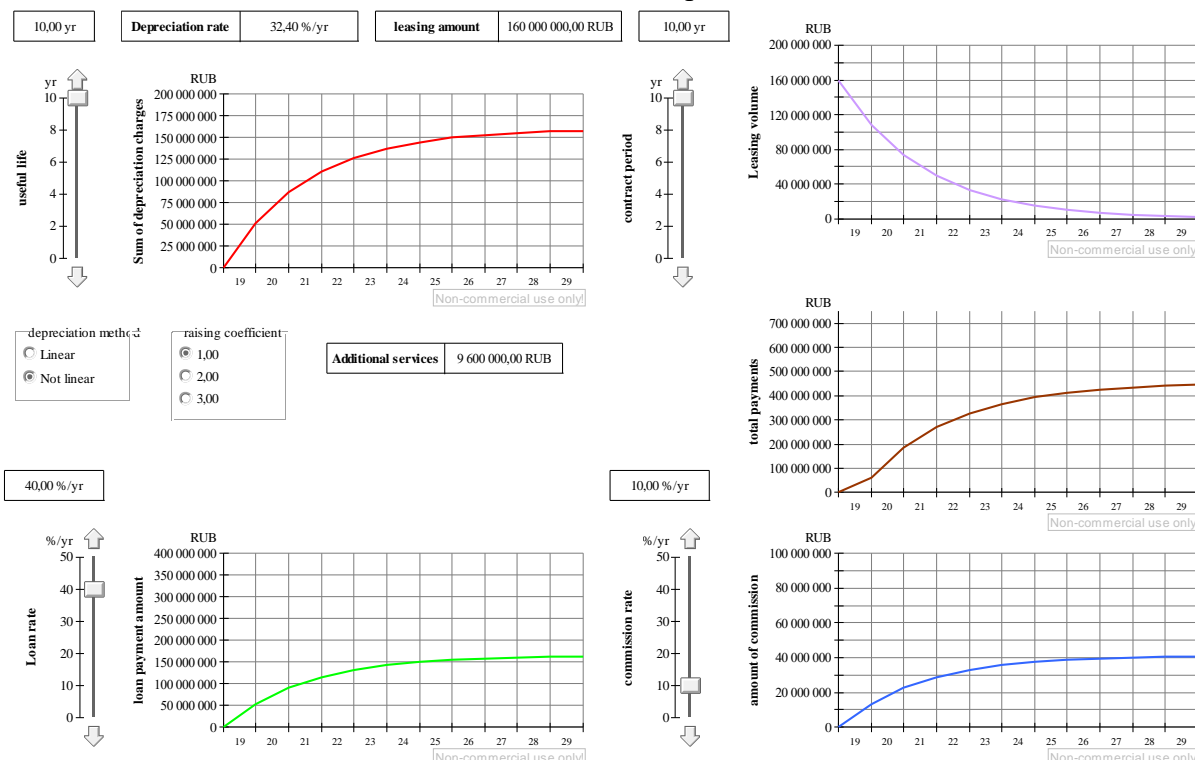 10,00 yr
Depreciation rate 32,40 %/yr
leasing amount 160 000 000,00 RUB
10,00 yr
yr
10
8
6
4
2
0
useful life
RUB
200 000 000
175 000 000
150 000 000
125 000 000
100 000 000
75 000 000
50 000 000
25 000 000
0
Sum of depreciation charges
19 20 21 22 23 24 25 26 27 28 29
Non-commercial use only!
yr
10
8
6
4
2
0
contract period
RUB
200 000 000
160 000 000
120 000 000
80 000 000
40 000 000
0
Leasing volume
19 20 21 22 23 24 25 26 27 28 29
Non-commercial use only
depreciation method
Linear
Not linear
raising coefficient
1,00
2,00
3,00
Additional services 9 600 000,00 RUB
RUB
700 000 000
600 000 000
500 000 000
400 000 000
300 000 000
200 000 000
100 000 000
0
total payments
19 20 21 22 23 24 25 26 27 28 29
Non-commercial use only
40,00 %/yr
%/yr
50
40
30
20
10
0
Loan rate
RUB
400 000 000
350 000 000
300 000 000
250 000 000
200 000 000
150 000 000
100 000 000
50 000 000
0
loan payment amount
19 20 21 22 23 24 25 26 27 28 29
Non-commercial use only!
10,00 %/yr
%/yr
50
40
30
20
10
0
commission rate
RUB
100 000 000
80 000 000
60 000 000
40 000 000
20 000 000
0
amount of commission
19 20 21 22 23 24 25 26 27 28 29
Non-commercial use only